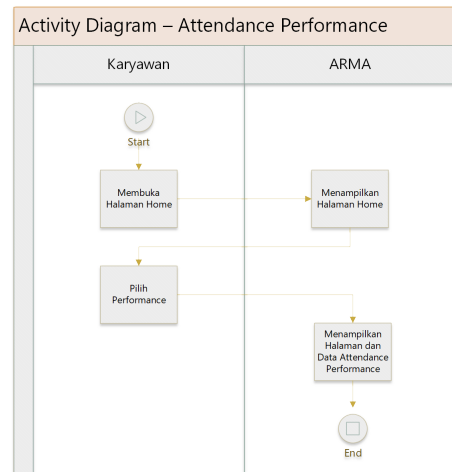 Activity Diagram – Attendance Performance
Karyawan
ARMA
Start
Membuka
Halaman Home
Menampilkan
Halaman Home
Pilih
Performance
Menampilkan
Halaman dan
Data Attendance
Performance
End